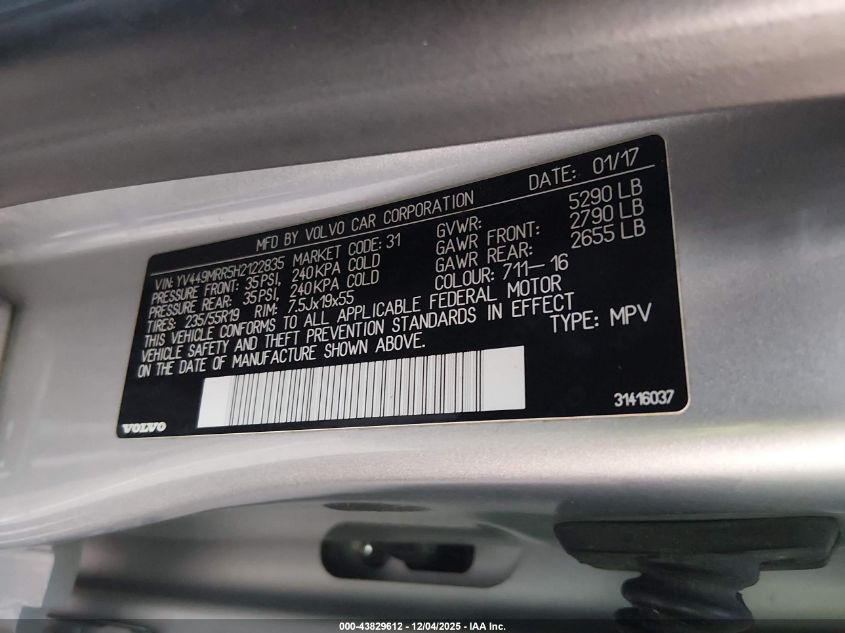 MFD BY VOLVO CAR CORPORATION DATE: 01/17
VIN: YV449MRR5H2122835 MARKET CODE: 31 GVWR: 5290 LB
PRESSURE FRONT: 35PSI, 240KPA COLD GAWR FRONT: 2790 LB
PRESSURE REAR: 35PSI, 240KPA COLD GAWR REAR: 2655 LB
TIRES: 235/55R19 RIM: 7.5Jx19x55 COLOUR: 711-16
THIS VEHICLE CONFORMS TO ALL APPLICABLE FEDERAL MOTOR
VEHICLE SAFETY AND THEFT PREVENTION STANDARDS IN EFFECT
ON THE DATE OF MANUFACTURE SHOWN ABOVE. TYPE: MPV
VOLVO 31416037
000-43829612 - 12/04/2025 - IAA Inc.